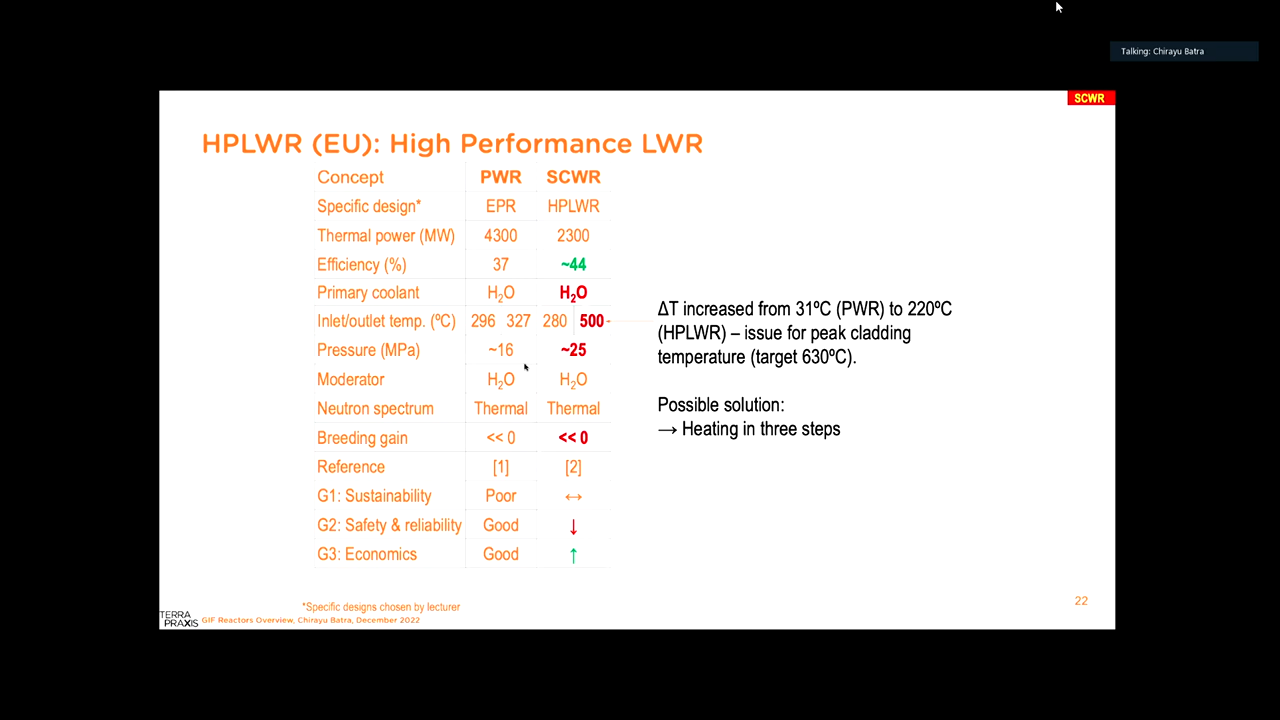 Talking: Chirayu Batra
SCWR
HPLWR (EU): High Performance LWR
Concept PWR SCWR
Specific design* EPR HPLWR
Thermal power (MW) 4300 2300
Efficiency (%) 37 ~44
Primary coolant H₂O H₂O
Inlet/outlet temp. (ºC) 296 327 280 500
Pressure (MPa) ~16 ~25
Moderator H₂O H₂O
Neutron spectrum Thermal Thermal
Breeding gain << 0 << 0
Reference [1] [2]
G1: Sustainability Poor ↔
G2: Safety & reliability Good ↓
G3: Economics Good ↑
ΔT increased from 31ºC (PWR) to 220ºC
(HPLWR) – issue for peak cladding
temperature (target 630ºC).
Possible solution:
→ Heating in three steps
*Specific designs chosen by lecturer
22
TERRA
PRAXIS
GIF Reactors Overview, Chirayu Batra, December 2022